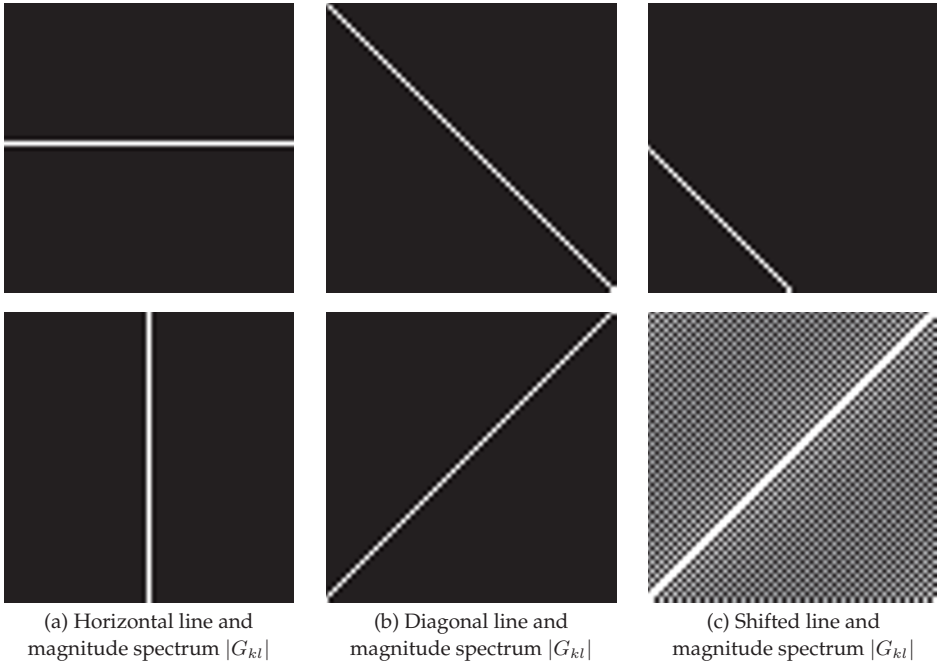 (a) Horizontal line and
magnitude spectrum |G_{kl}|
(b) Diagonal line and
magnitude spectrum |G_{kl}|
(c) Shifted line and
magnitude spectrum |G_{kl}|